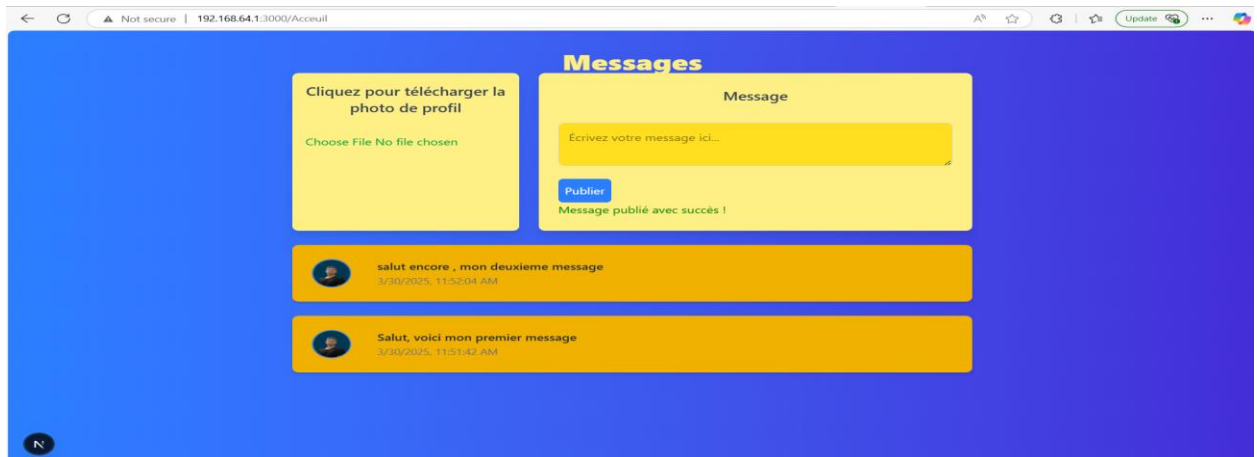 Not secure | 192.168.64.1:3000/Acceuil
Update
Messages
Cliquez pour télécharger la
photo de profil
Choose File No file chosen
Message
Écrivez votre message ici...
Publier
Message publié avec succès !
salut encore , mon deuxieme message
3/30/2025, 11:52:04 AM
Salut, voici mon premier message
3/30/2025, 11:51:42 AM
N